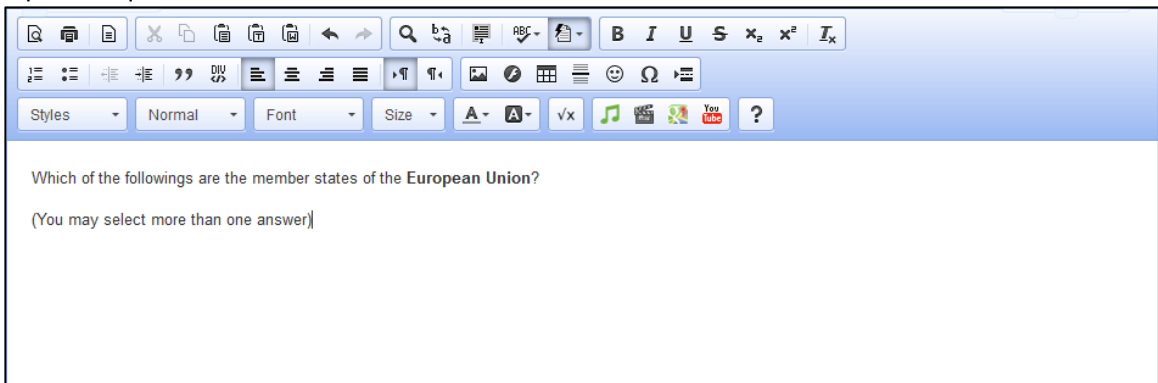 Styles Normal Font Size
Which of the followings are the member states of the European Union?
(You may select more than one answer)